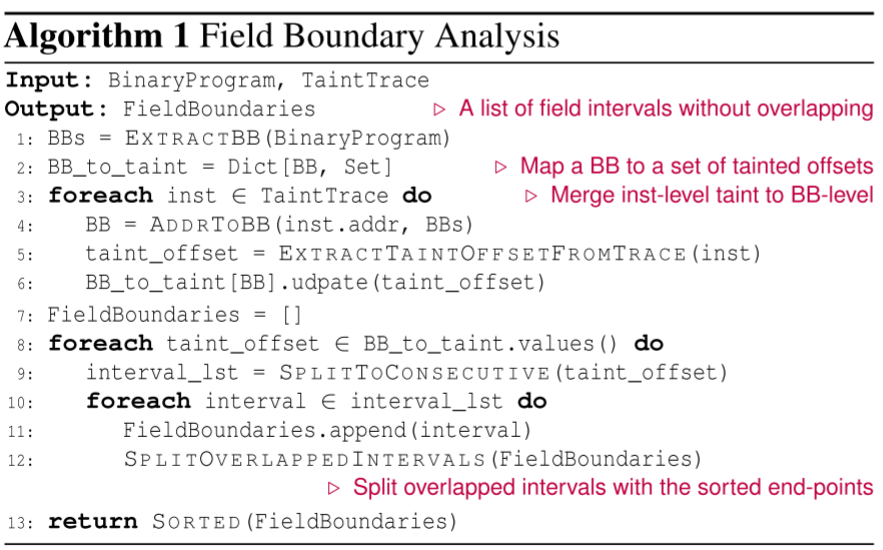 Algorithm 1 Field Boundary Analysis
Input: BinaryProgram, TaintTrace
Output: FieldBoundaries ▷ A list of field intervals without overlapping
1: BBs = EXTRACTBB(BinaryProgram)
2: BB_to_taint = Dict[BB, Set] ▷ Map a BB to a set of tainted offsets
3: foreach inst ∈ TaintTrace do ▷ Merge inst-level taint to BB-level
4: BB = ADDRTOBB(inst.addr, BBs)
5: taint_offset = EXTRACTTAINTOFFSETFROMTRACE(inst)
6: BB_to_taint[BB].udpate(taint_offset)
7: FieldBoundaries = []
8: foreach taint_offset ∈ BB_to_taint.values() do
9: interval_lst = SPLITTOCONSECUTIVE(taint_offset)
10: foreach interval ∈ interval_lst do
11: FieldBoundaries.append(interval)
12: SPLITOVERLAPPEDINTERVALS(FieldBoundaries)
▷ Split overlapped intervals with the sorted end-points
13: return SORTED(FieldBoundaries)